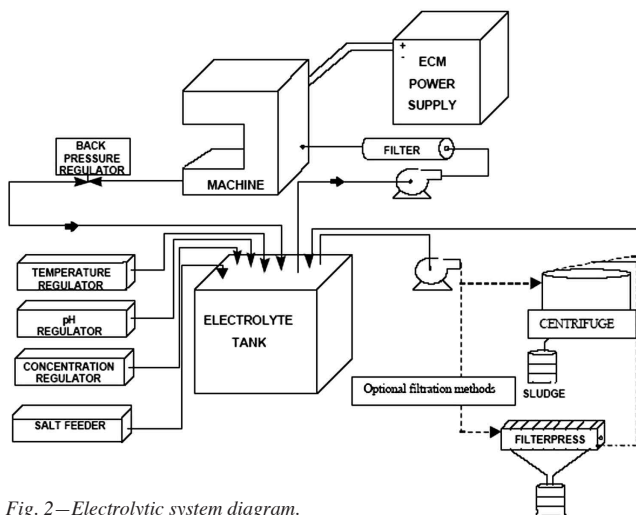 +
-
ECM
POWER
SUPPLY
BACK
PRESSURE
REGULATOR
MACHINE
FILTER
TEMPERATURE
REGULATOR
pH
REGULATOR
CONCENTRATION
REGULATOR
SALT FEEDER
ELECTROLYTE
TANK
CENTRIFUGE
SLUDGE
Optional filtration methods
FILTERPRESS
Fig. 2—Electrolytic system diagram.